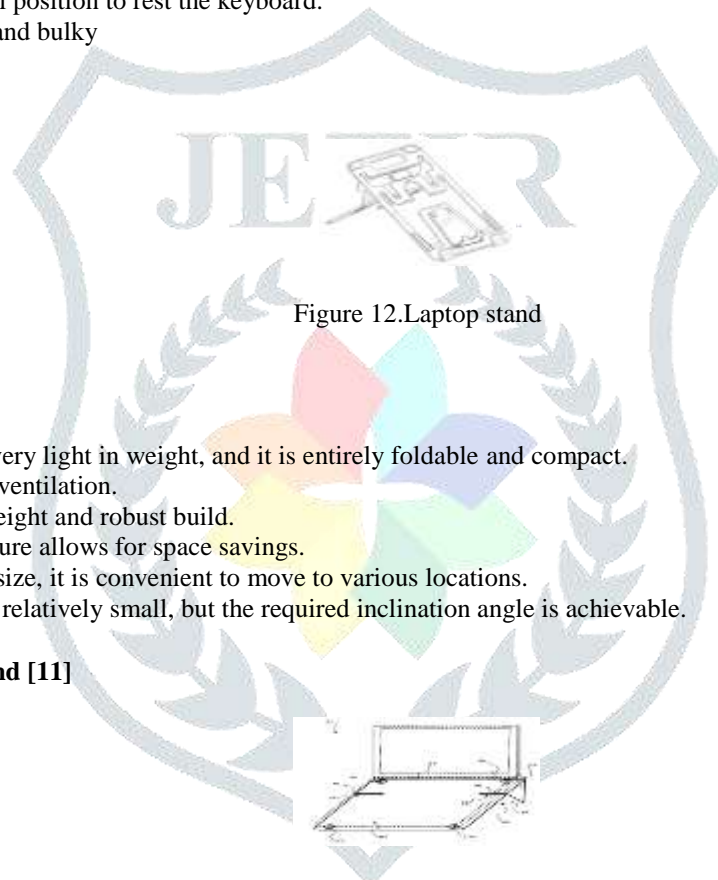 position to rest the keyboard.
and bulky
JETIR
Figure 12.Laptop stand
very light in weight, and it is entirely foldable and compact.
ventilation.
eight and robust build.
ure allows for space savings.
size, it is convenient to move to various locations.
relatively small, but the required inclination angle is achievable.
nd [11]